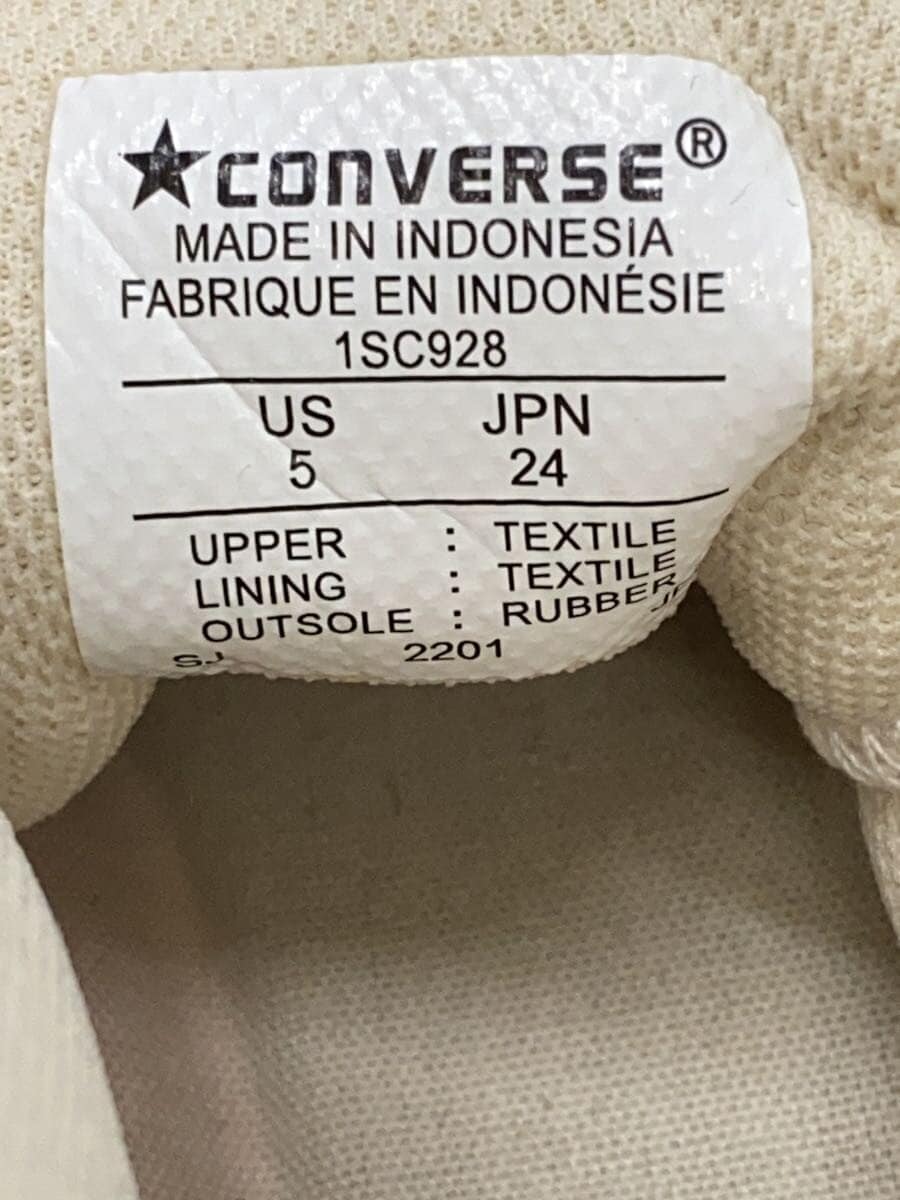 ★CONVERSE®
MADE IN INDONESIA
FABRIQUE EN INDONÉSIE
1SC928
US JPN
5 24
UPPER : TEXTILE
LINING : TEXTILE
OUTSOLE : RUBBER
SJ 2201